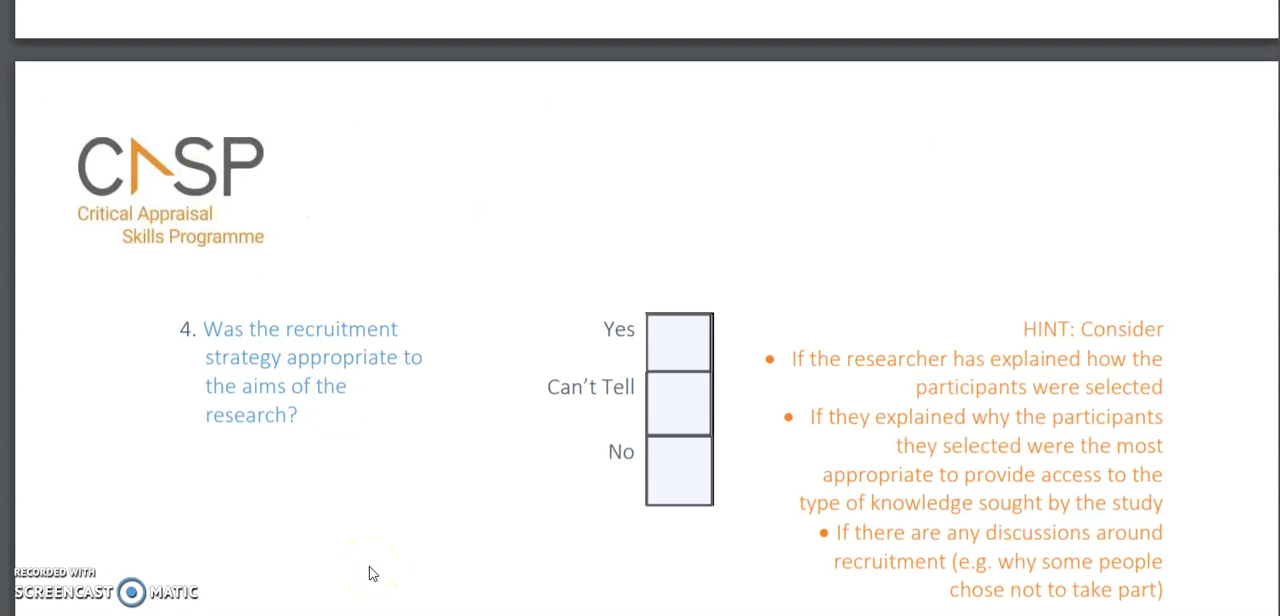 CASP
Critical Appraisal
Skills Programme
4. Was the recruitment
strategy appropriate to
the aims of the
research?
Yes
Can't Tell
No
HINT: Consider
• If the researcher has explained how the
participants were selected
• If they explained why the participants
they selected were the most
appropriate to provide access to the
type of knowledge sought by the study
• If there are any discussions around
recruitment (e.g. why some people
chose not to take part)
RECORDED WITH
SCREENCAST MATIC